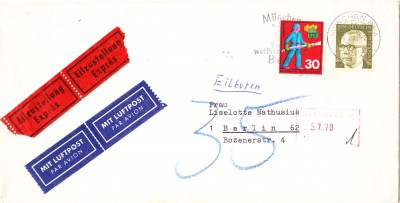 Eilzustellung
Exprès
Eilzustellung
Exprès
MIT LUFTPOST
PAR AVION
MIT LUFTPOST
PAR AVION
München
30
MÜNCHEN
Eilboten
Frau
Liselotte Nathusius
1 Berlin 62
Bozenerstr. 4
35
5.7.70